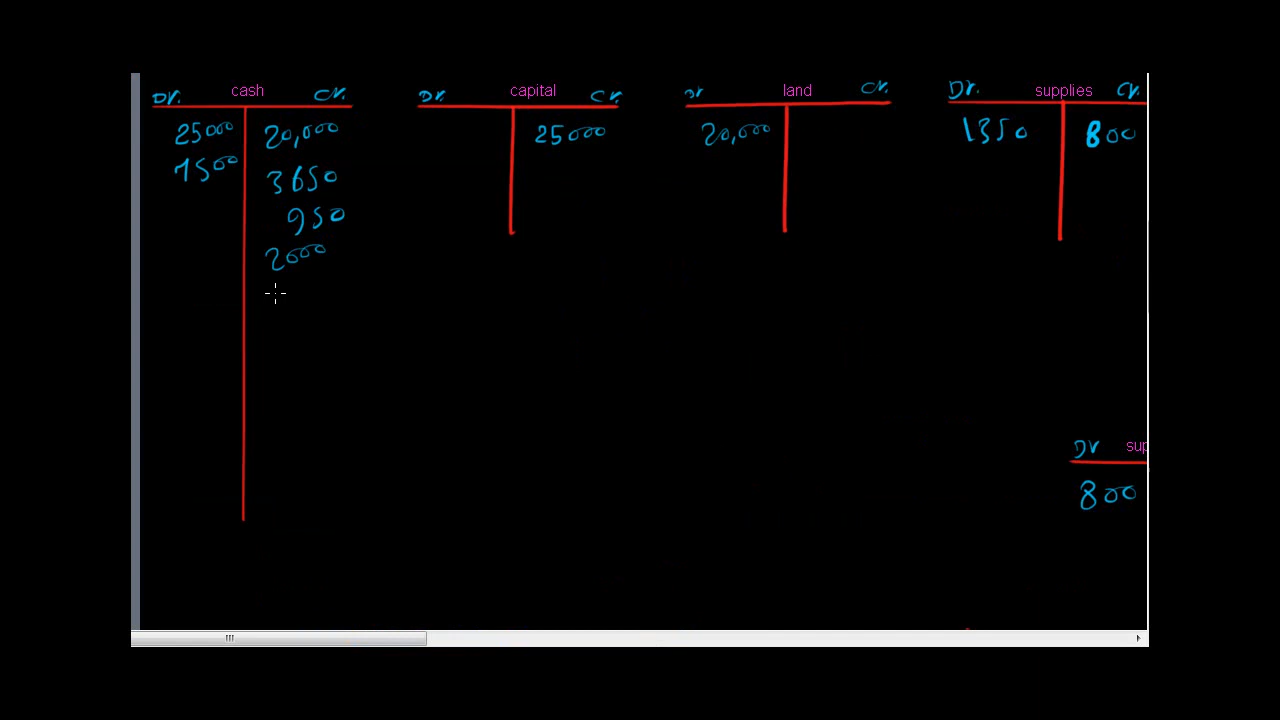 Dr. cash Cr.
25000 20,000
7500 3650
950
2000
Dr. capital Cr.
25000
Dr land Cr.
20,000
Dr. supplies Cr.
1350 800
Dr sup
800